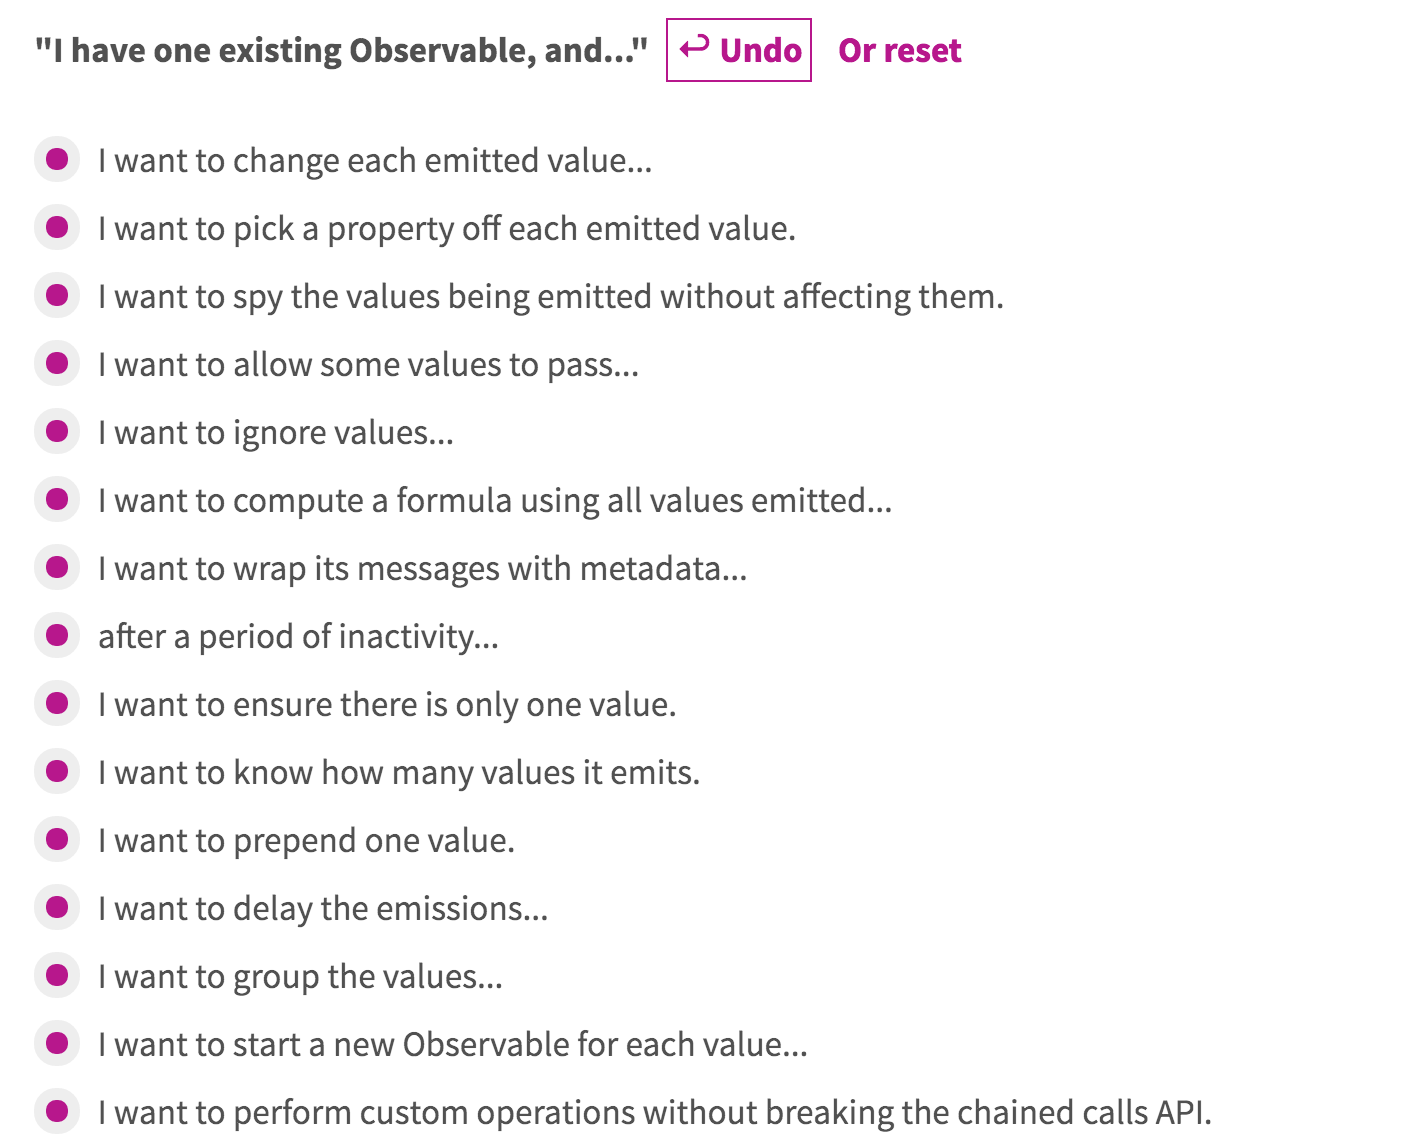 "I have one existing Observable, and..." Undo Or reset
I want to change each emitted value...
I want to pick a property off each emitted value.
I want to spy the values being emitted without affecting them.
I want to allow some values to pass...
I want to ignore values...
I want to compute a formula using all values emitted...
I want to wrap its messages with metadata...
after a period of inactivity...
I want to ensure there is only one value.
I want to know how many values it emits.
I want to prepend one value.
I want to delay the emissions...
I want to group the values...
I want to start a new Observable for each value...
I want to perform custom operations without breaking the chained calls API.